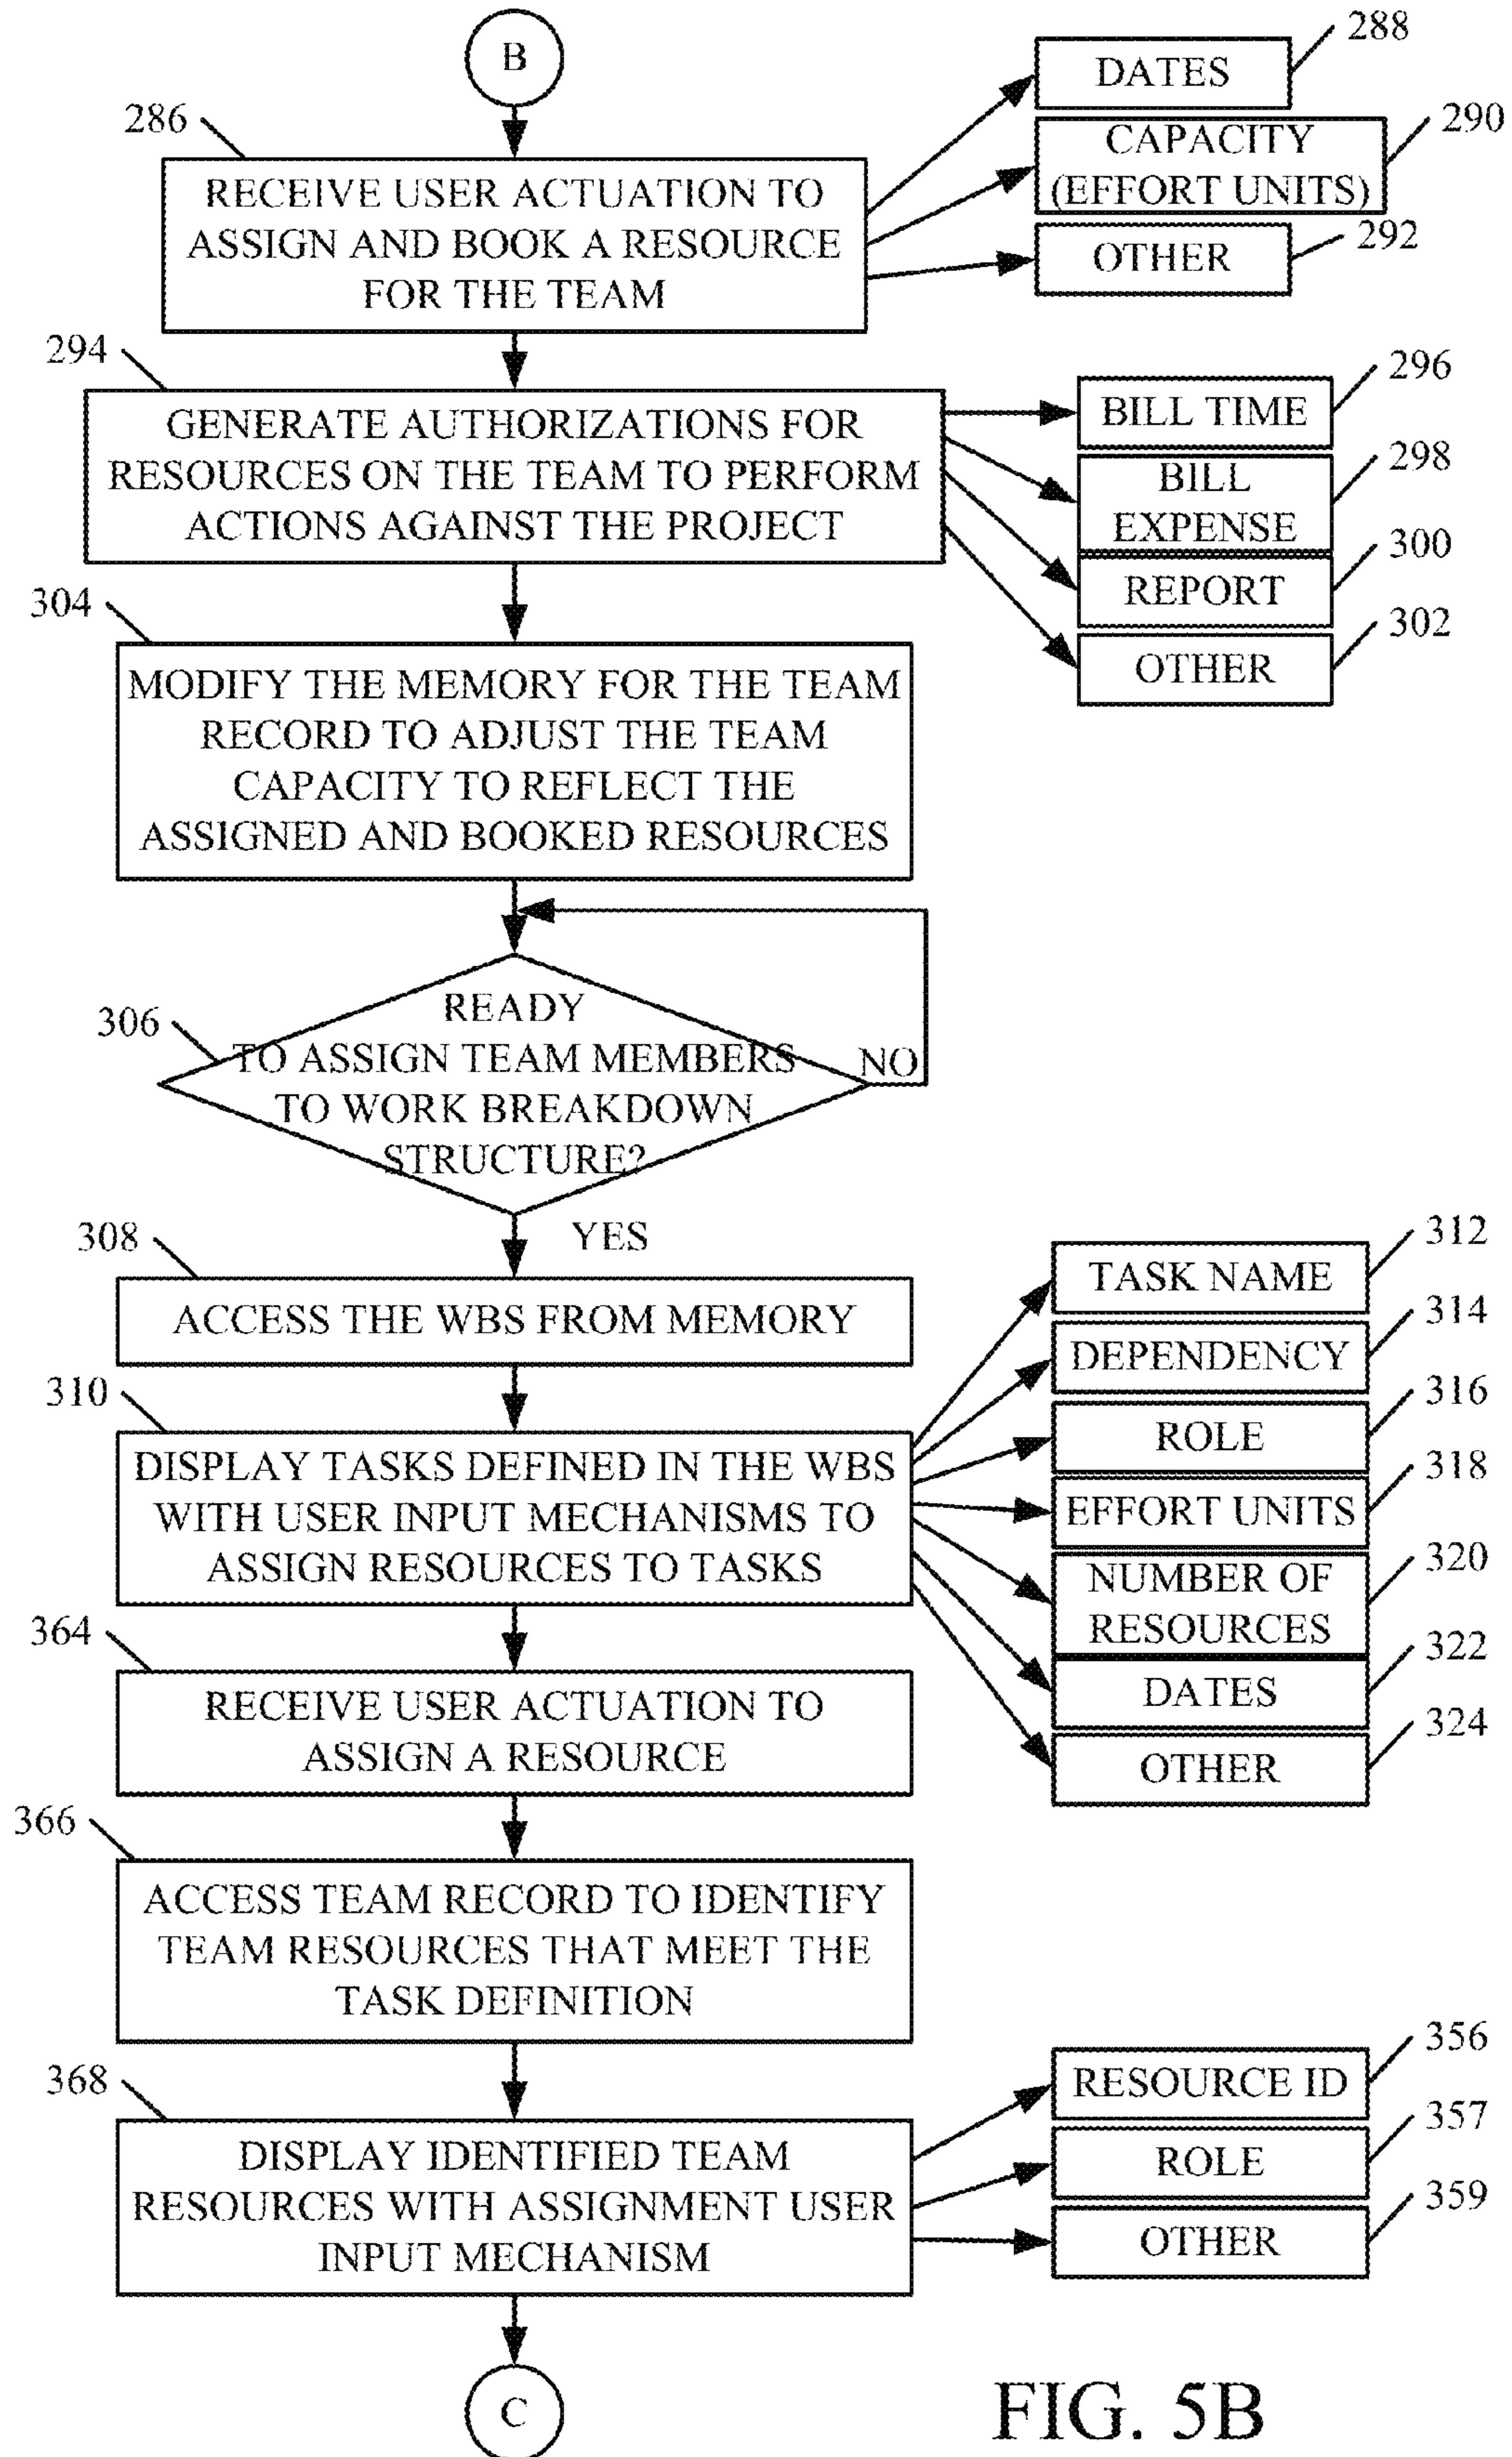 B
288
DATES
286
290
CAPACITY
(EFFORT UNITS)
RECEIVE USER ACTUATION TO
ASSIGN AND BOOK A RESOURCE
FOR THE TEAM
292
OTHER
294
296
BILL TIME
GENERATE AUTHORIZATIONS FOR
RESOURCES ON THE TEAM TO PERFORM
ACTIONS AGAINST THE PROJECT
298
BILL
EXPENSE
300
REPORT
302
OTHER
304
MODIFY THE MEMORY FOR THE TEAM
RECORD TO ADJUST THE TEAM
CAPACITY TO REFLECT THE
ASSIGNED AND BOOKED RESOURCES
306
READY
TO ASSIGN TEAM MEMBERS
TO WORK BREAKDOWN
STRUCTURE?
NO
YES
308
ACCESS THE WBS FROM MEMORY
310
DISPLAY TASKS DEFINED IN THE WBS
WITH USER INPUT MECHANISMS TO
ASSIGN RESOURCES TO TASKS
312
TASK NAME
314
DEPENDENCY
316
ROLE
318
EFFORT UNITS
320
NUMBER OF
RESOURCES
322
DATES
324
OTHER
364
RECEIVE USER ACTUATION TO
ASSIGN A RESOURCE
366
ACCESS TEAM RECORD TO IDENTIFY
TEAM RESOURCES THAT MEET THE
TASK DEFINITION
368
DISPLAY IDENTIFIED TEAM
RESOURCES WITH ASSIGNMENT USER
INPUT MECHANISM
356
RESOURCE ID
357
ROLE
359
OTHER
C
FIG. 5B